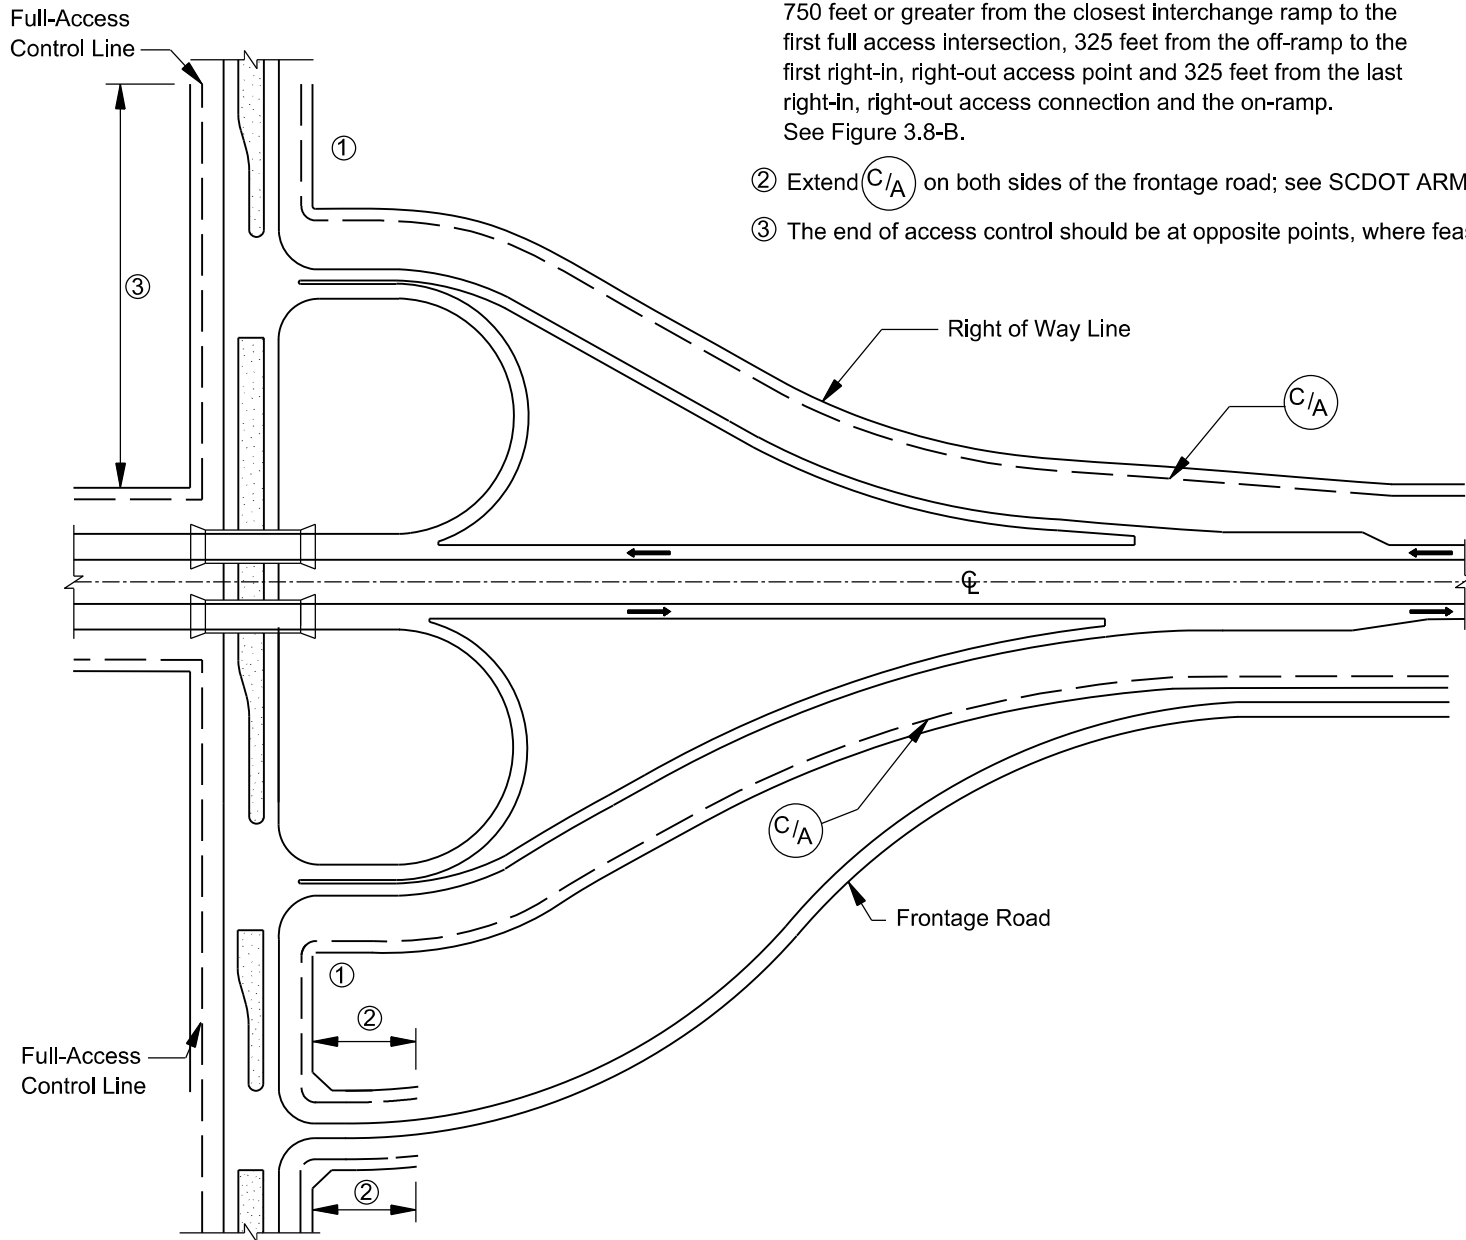 Full-Access
Control Line
750 feet or greater from the closest interchange ramp to the
first full access intersection, 325 feet from the off-ramp to the
first right-in, right-out access point and 325 feet from the last
right-in, right-out access connection and the on-ramp.
See Figure 3.8-B.
①
② Extend C/A on both sides of the frontage road; see SCDOT ARM
③ The end of access control should be at opposite points, where feas
③
Right of Way Line
C/A
℄
C/A
Frontage Road
①
②
Full-Access
Control Line
②